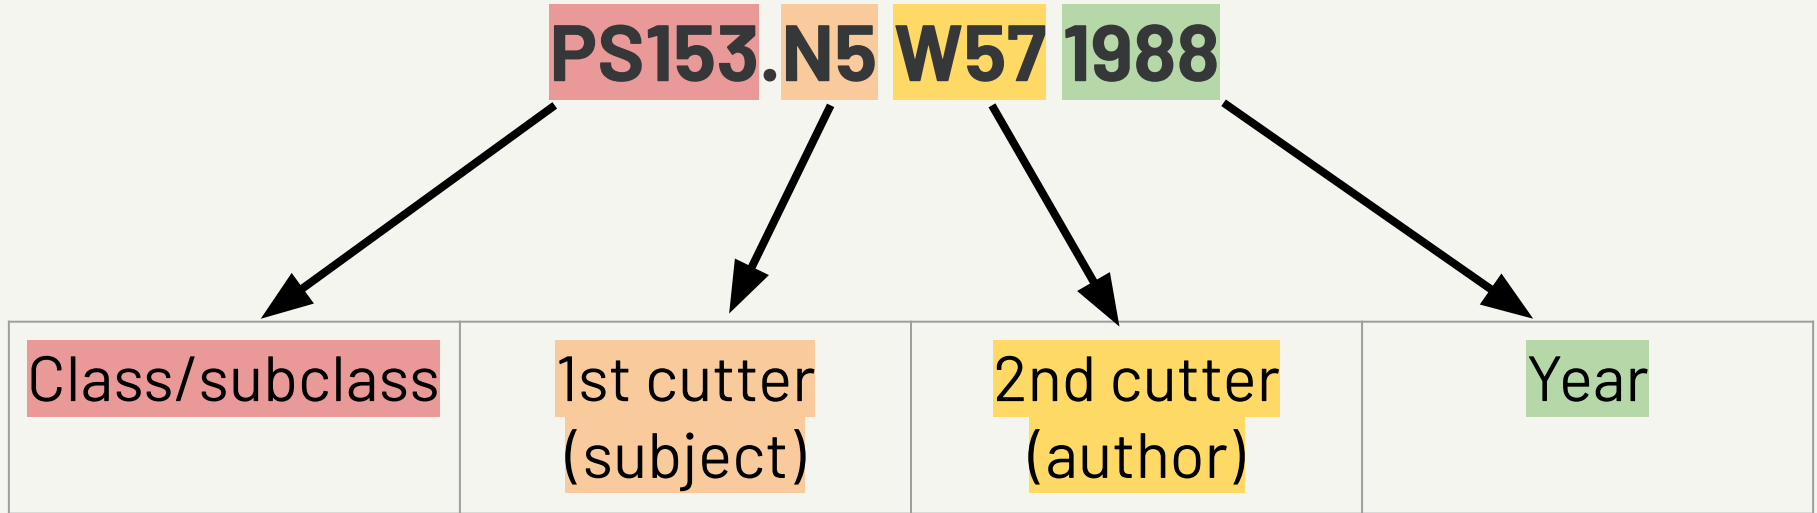 PS153.N5 W57 1988
Class/subclass
1st cutter
(subject)
2nd cutter
(author)
Year